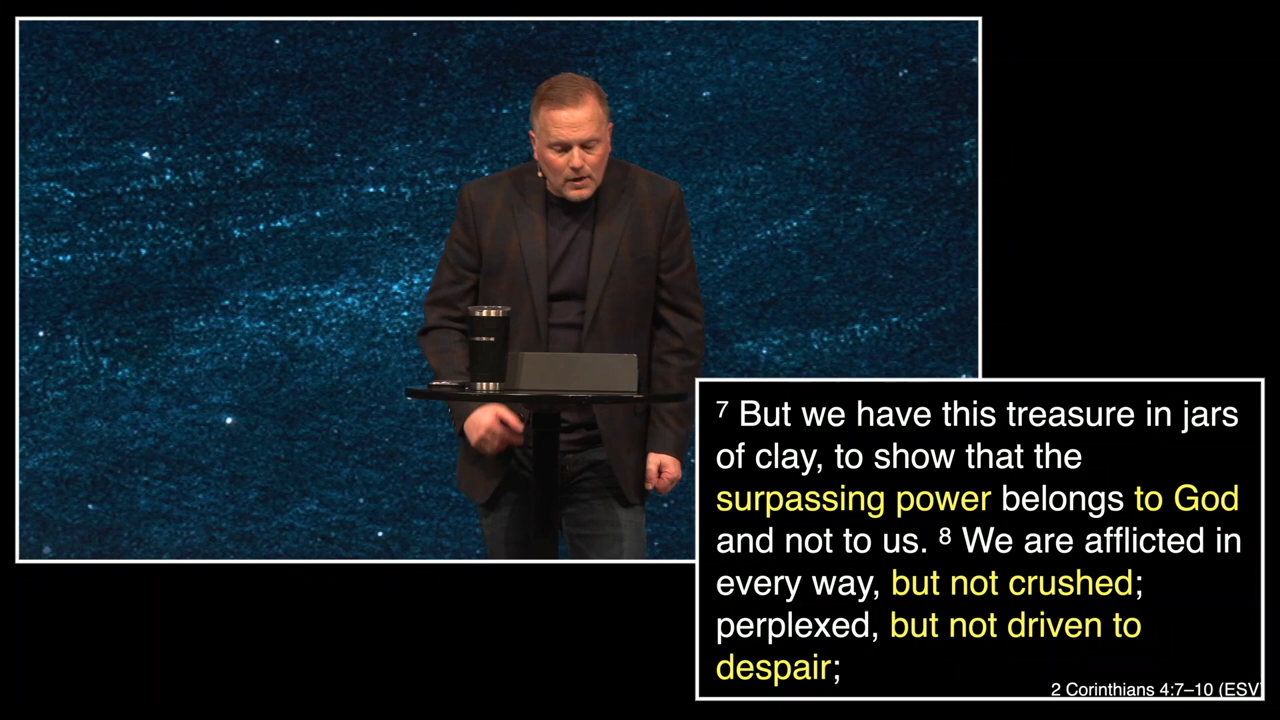 ⁷ But we have this treasure in jars
of clay, to show that the
surpassing power belongs to God
and not to us. ⁸ We are afflicted in
every way, but not crushed;
perplexed, but not driven to
despair;
2 Corinthians 4:7–10 (ESV)